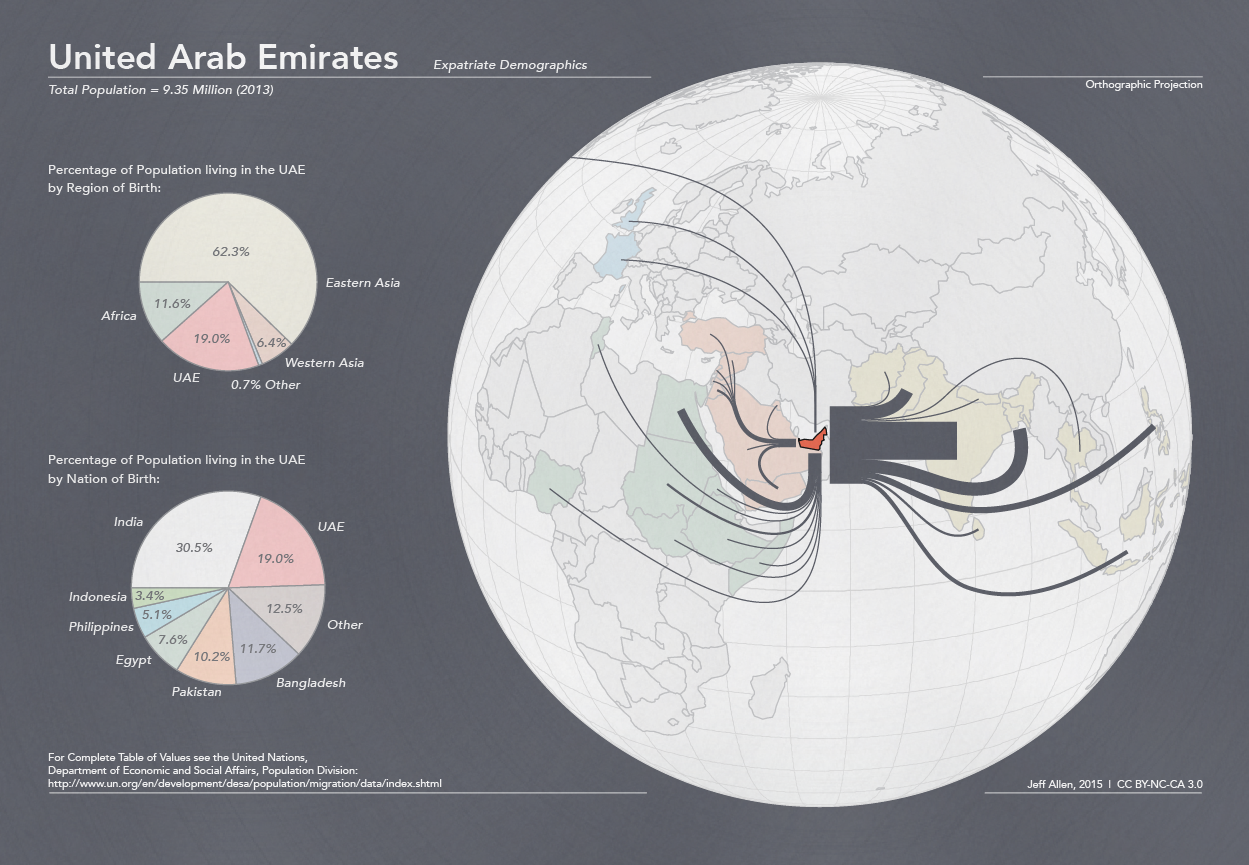 United Arab Emirates
Expatriate Demographics
Total Population = 9.35 Million (2013)
Orthographic Projection
Percentage of Population living in the UAE
by Region of Birth:
62.3%
Eastern Asia
11.6%
Africa
19.0%
6.4%
Western Asia
UAE
0.7% Other
Percentage of Population living in the UAE
by Nation of Birth:
India
UAE
30.5%
19.0%
Indonesia
3.4%
5.1%
12.5%
Philippines
Other
7.6%
11.7%
10.2%
Egypt
Bangladesh
Pakistan
For Complete Table of Values see the United Nations,
Department of Economic and Social Affairs, Population Division:
http://www.un.org/en/development/desa/population/migration/data/index.shtml
Jeff Allen, 2015 | CC BY-NC-CA 3.0